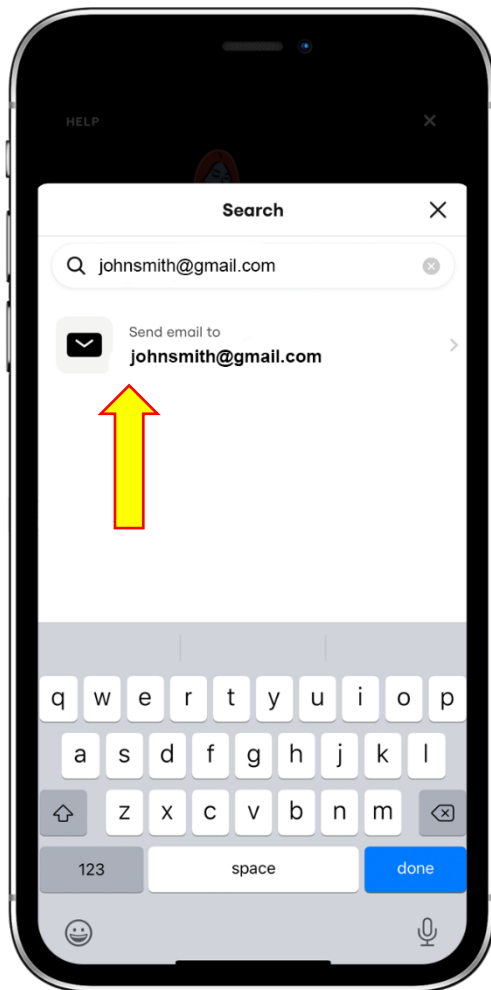 HELP
Search
johnsmith@gmail.com
Send email to
johnsmith@gmail.com
q w e r t y u i o p
a s d f g h j k l
z x c v b n m
123 space done